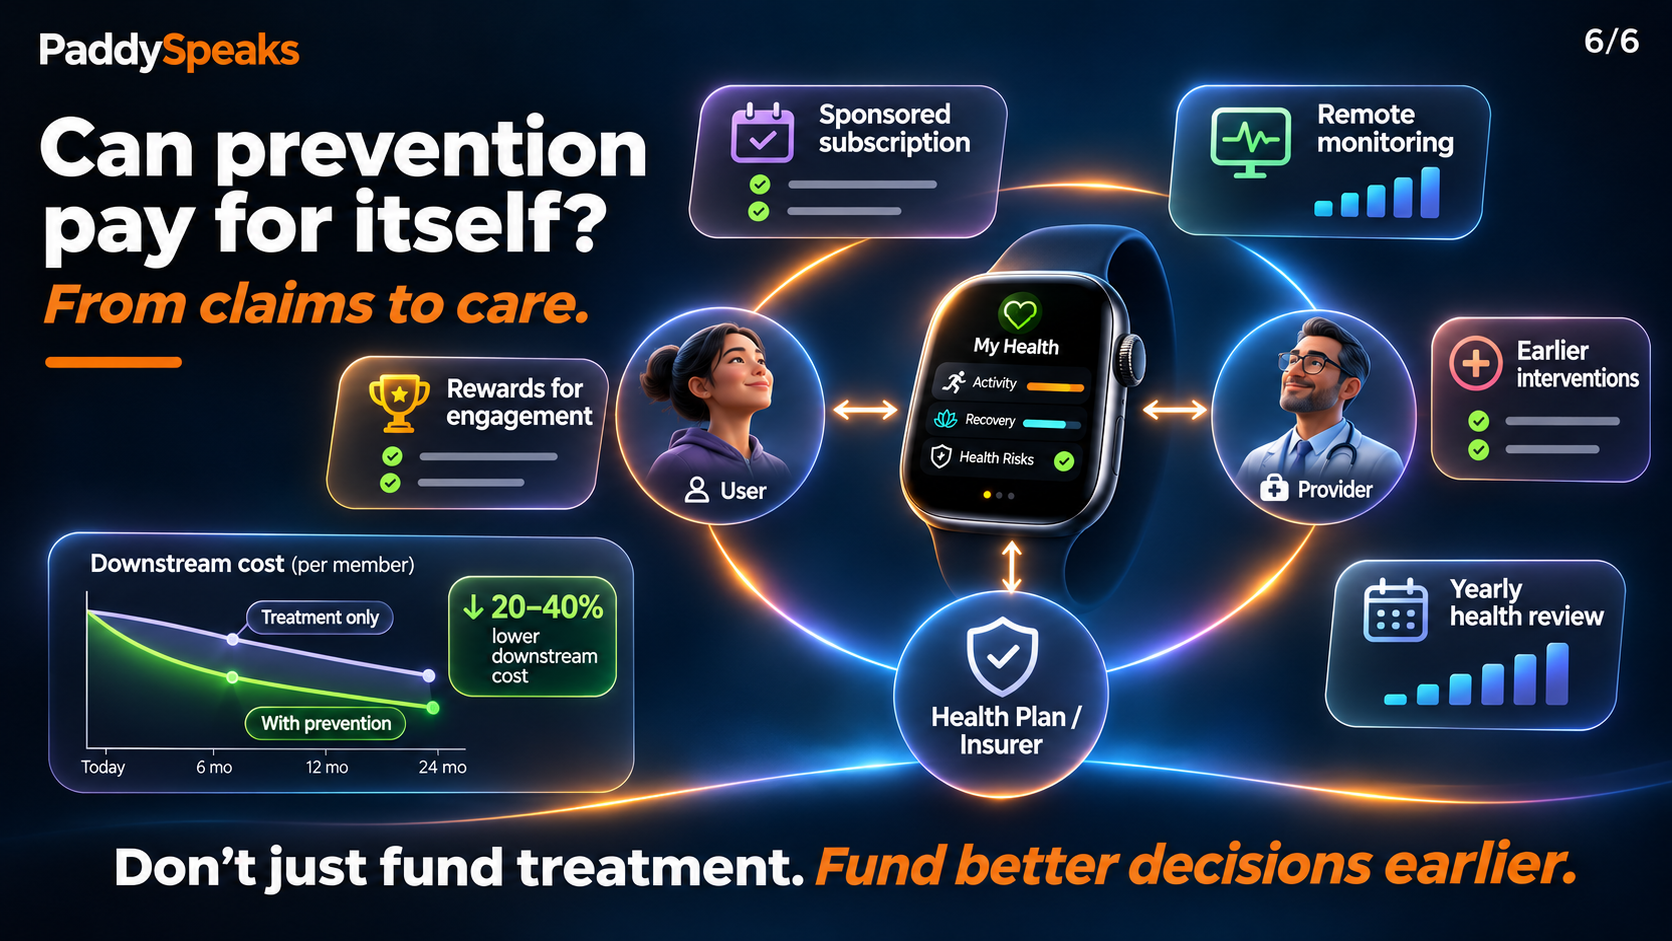 PaddySpeaks
6/6
Can prevention
pay for itself?
From claims to care.
Sponsored
subscription
Remote
monitoring
Rewards for
engagement
User
My Health
Activity
Recovery
Health Risks
Provider
Earlier
interventions
Health Plan /
Insurer
Yearly
health review
Downstream cost (per member)
Treatment only
With prevention
↓ 20–40%
lower
downstream
cost
Today
6 mo
12 mo
24 mo
Don't just fund treatment. Fund better decisions earlier.